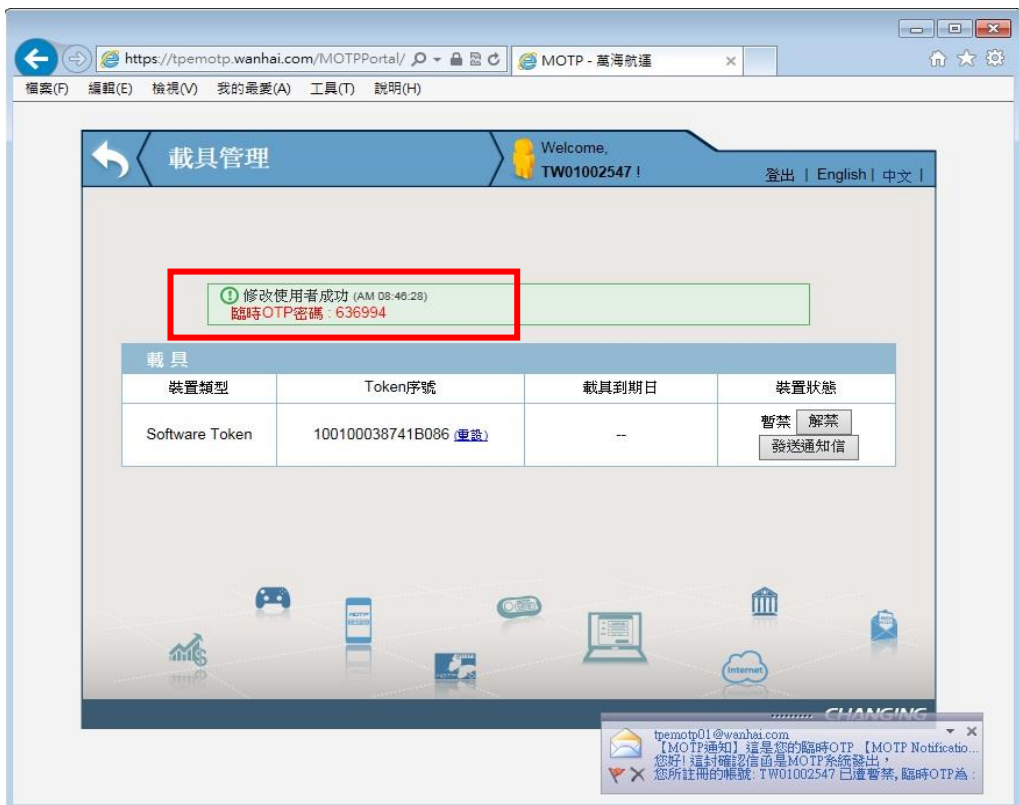 https://tpemotp.wanhai.com/MOTPPortal/
MOTP - 萬海航運
檔案(F) 編輯(E) 檢視(V) 我的最愛(A) 工具(T) 說明(H)
載具管理
Welcome,
TW01002547 !
登出 | English | 中文 |
修改使用者成功 (AM 08:46:28)
臨時OTP密碼 : 636994
載具
裝置類型 Token序號 載具到期日 裝置狀態
Software Token 100100038741B086 (重設) -- 暫禁 解禁
發送通知信
MOTP
Internet
CHANGING
tpemotp01@wanhai.com
【MOTP通知】這是您的臨時OTP 【MOTP Notificatio...
您好! 這封確認信函是MOTP系統發出，
您所註冊的帳號: TW01002547 已遭暫禁, 臨時OTP為 :